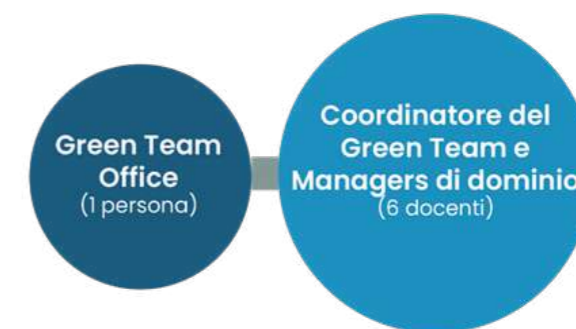 Green Team
Office
(1 persona)
Coordinatore del
Green Team e
Managers di dominio
(6 docenti)